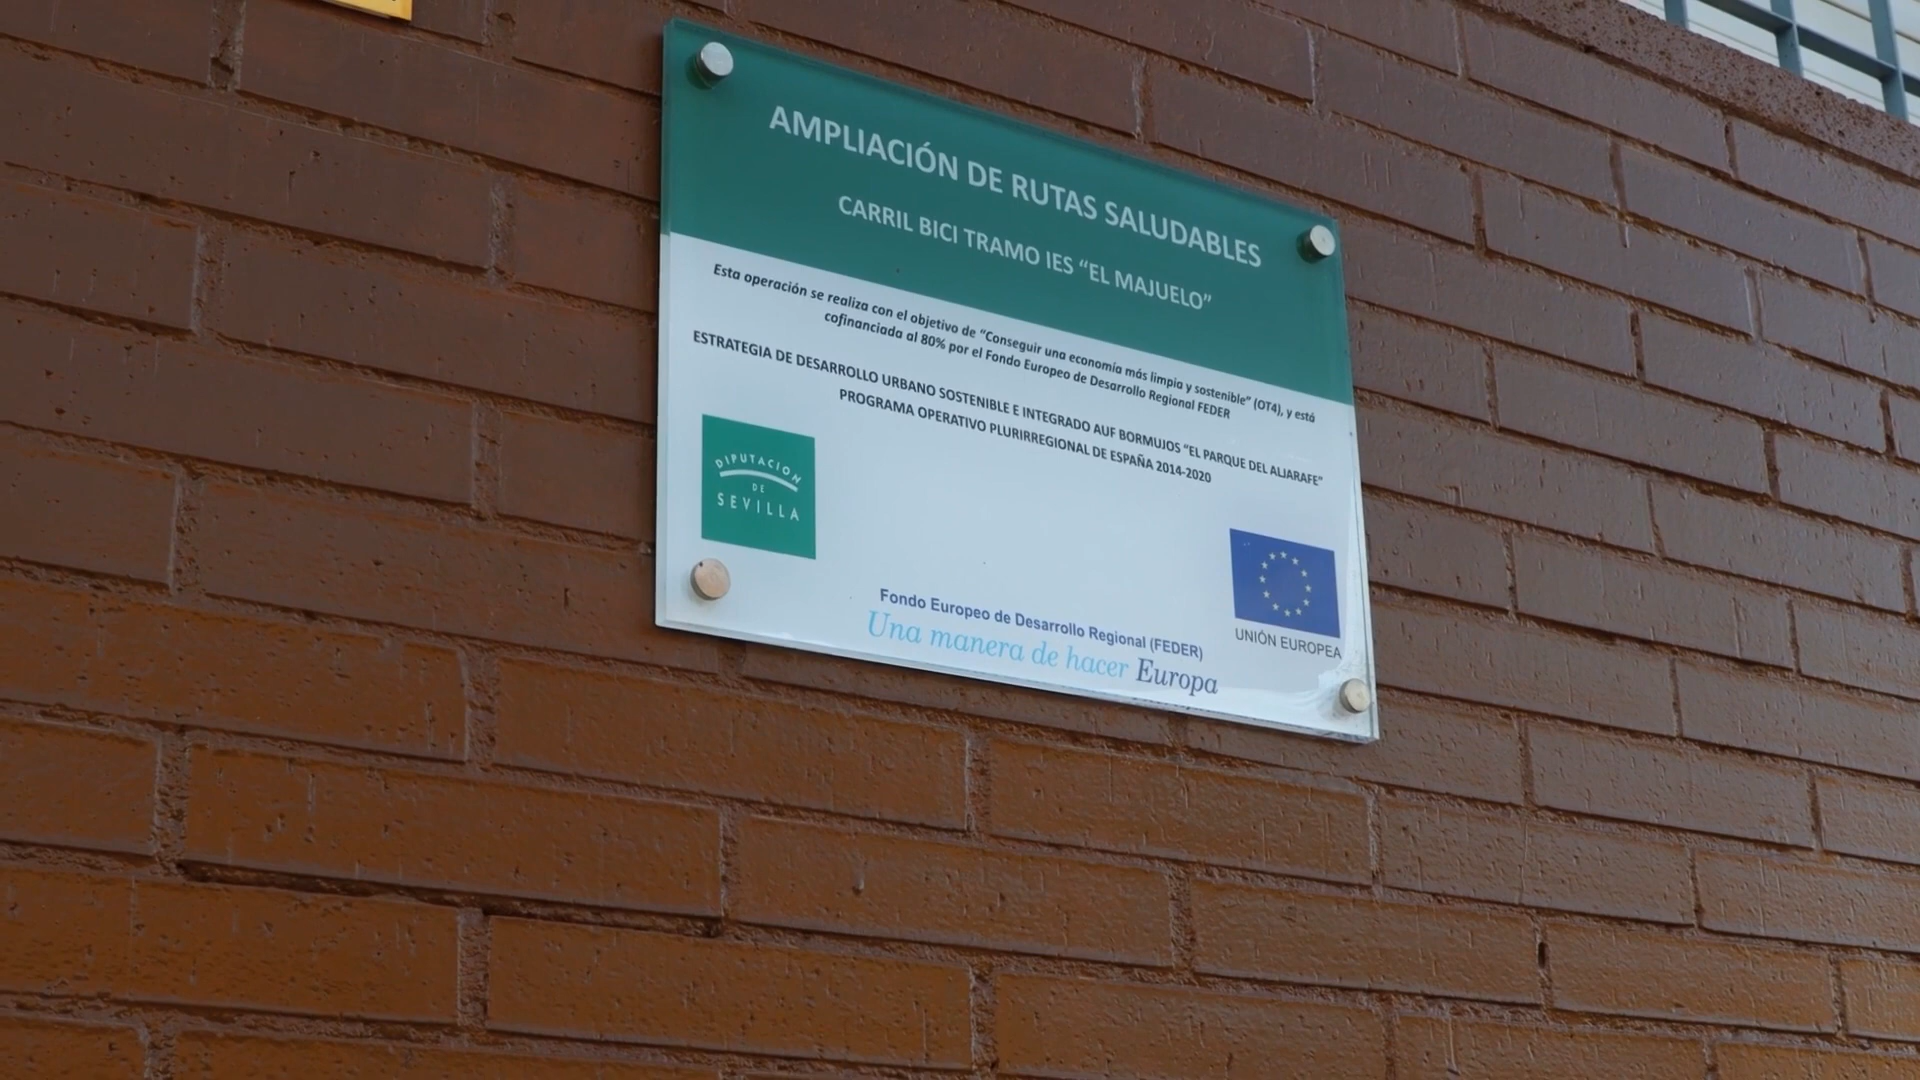 AMPLIACIÓN DE RUTAS SALUDABLES
CARRIL BICI TRAMO IES “EL MAJUELO”
Esta operación se realiza con el objetivo de “Conseguir una economía más limpia y sostenible” (OT4), y está
cofinanciada al 80% por el Fondo Europeo de Desarrollo Regional FEDER
ESTRATEGIA DE DESARROLLO URBANO SOSTENIBLE E INTEGRADO AUF BORMUJOS “EL PARQUE DEL ALJARAFE”
PROGRAMA OPERATIVO PLURIRREGIONAL DE ESPAÑA 2014-2020
DIPUTACION
DE
SEVILLA
Fondo Europeo de Desarrollo Regional (FEDER)
Una manera de hacer Europa
UNIÓN EUROPEA